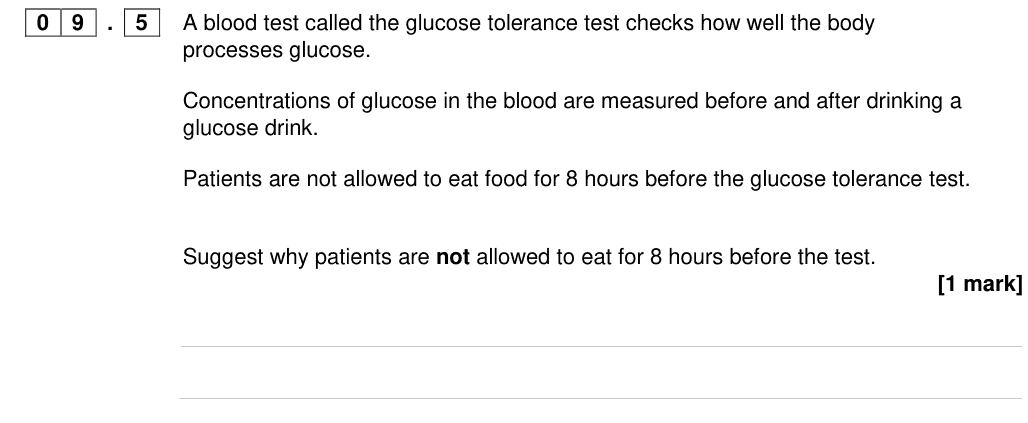 09.5 A blood test called the glucose tolerance test checks how well the body
processes glucose.
Concentrations of glucose in the blood are measured before and after drinking a
glucose drink.
Patients are not allowed to eat food for 8 hours before the glucose tolerance test.
Suggest why patients are not allowed to eat for 8 hours before the test.
[1 mark]